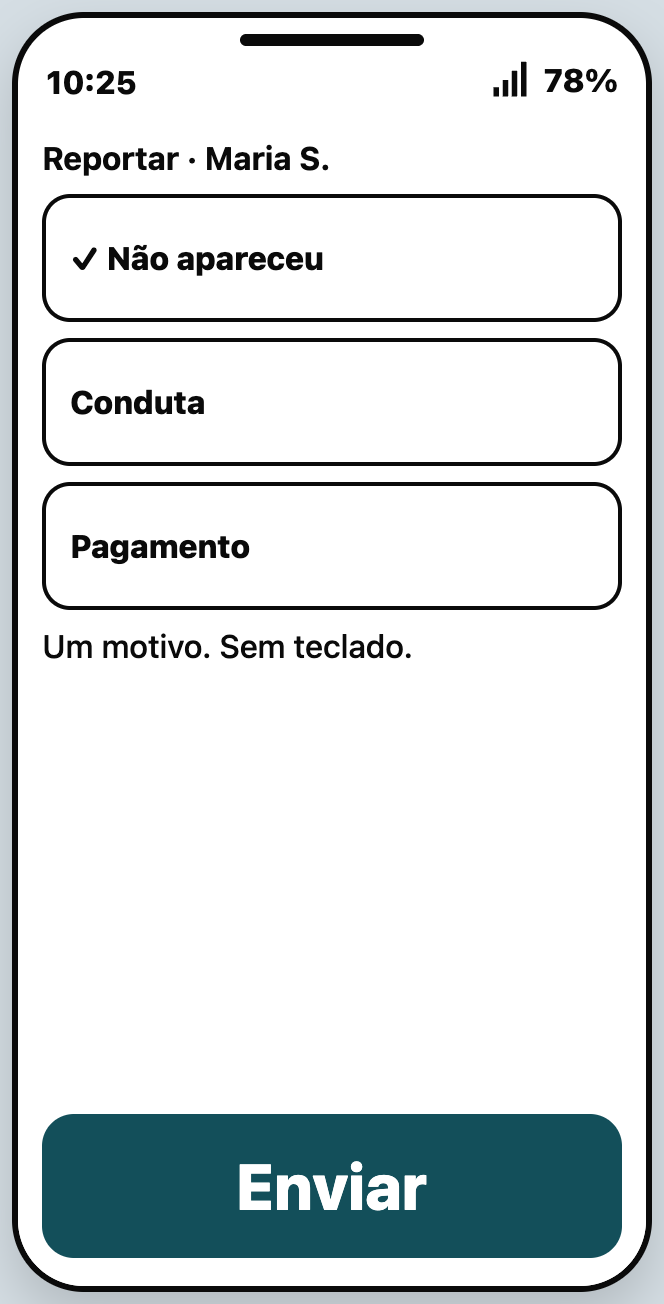 10:25 78%
Reportar · Maria S.
✓ Não apareceu
Conduta
Pagamento
Um motivo. Sem teclado.
Enviar